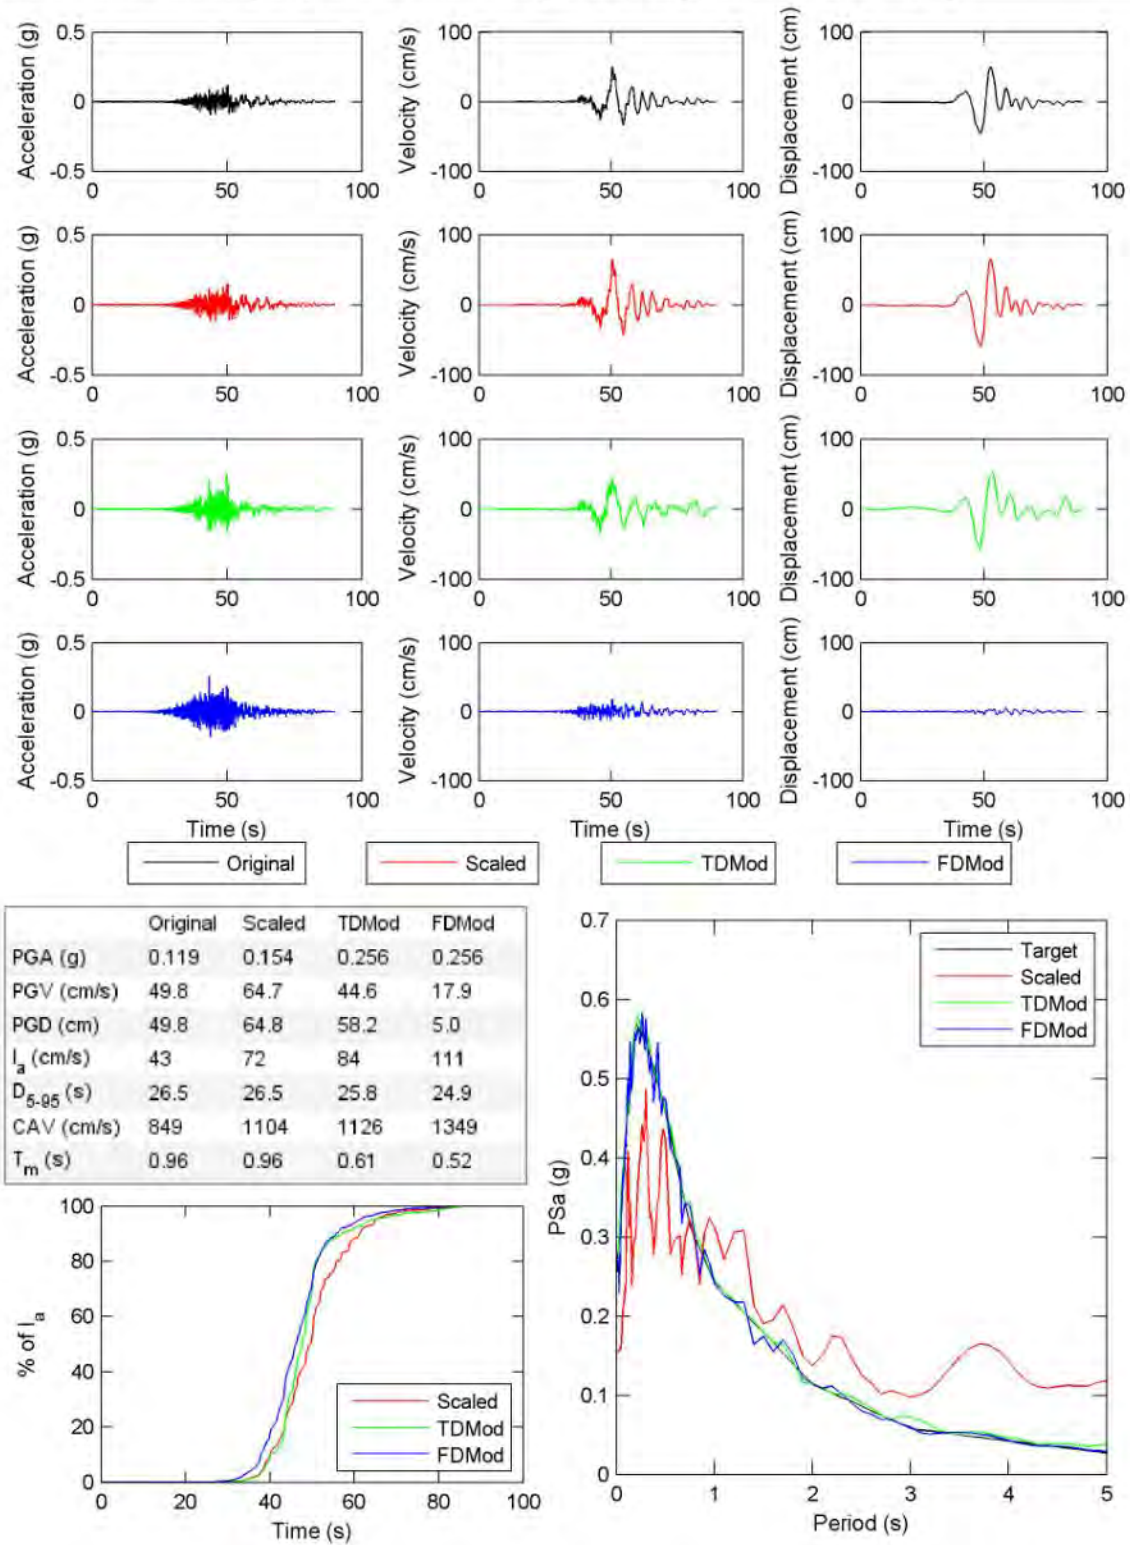 Acceleration (g)
0.5
0
-0.5
0
50
100
Velocity (cm/s)
100
0
-100
0
50
100
Displacement (cm)
100
0
-100
0
50
100
Acceleration (g)
0.5
0
-0.5
0
50
100
Velocity (cm/s)
100
0
-100
0
50
100
Displacement (cm)
100
0
-100
0
50
100
Acceleration (g)
0.5
0
-0.5
0
50
100
Velocity (cm/s)
100
0
-100
0
50
100
Displacement (cm)
100
0
-100
0
50
100
Acceleration (g)
0.5
0
-0.5
0
50
100
Time (s)
Velocity (cm/s)
100
0
-100
0
50
100
Time (s)
Displacement (cm)
100
0
-100
0
50
100
Time (s)
Original
Scaled
TDMod
FDMod
Original Scaled TDMod FDMod
PGA (g) 0.119 0.154 0.256 0.256
PGV (cm/s) 49.8 64.7 44.6 17.9
PGD (cm) 49.8 64.8 58.2 5.0
Ia (cm/s) 43 72 84 111
D5-95 (s) 26.5 26.5 25.8 24.9
CAV (cm/s) 849 1104 1126 1349
Tm (s) 0.96 0.96 0.61 0.52
% of Ia
100
80
60
40
20
0
0 20 40 60 80 100
Time (s)
Scaled
TDMod
FDMod
PSa (g)
0.7
0.6
0.5
0.4
0.3
0.2
0.1
0
0 1 2 3 4 5
Period (s)
Target
Scaled
TDMod
FDMod